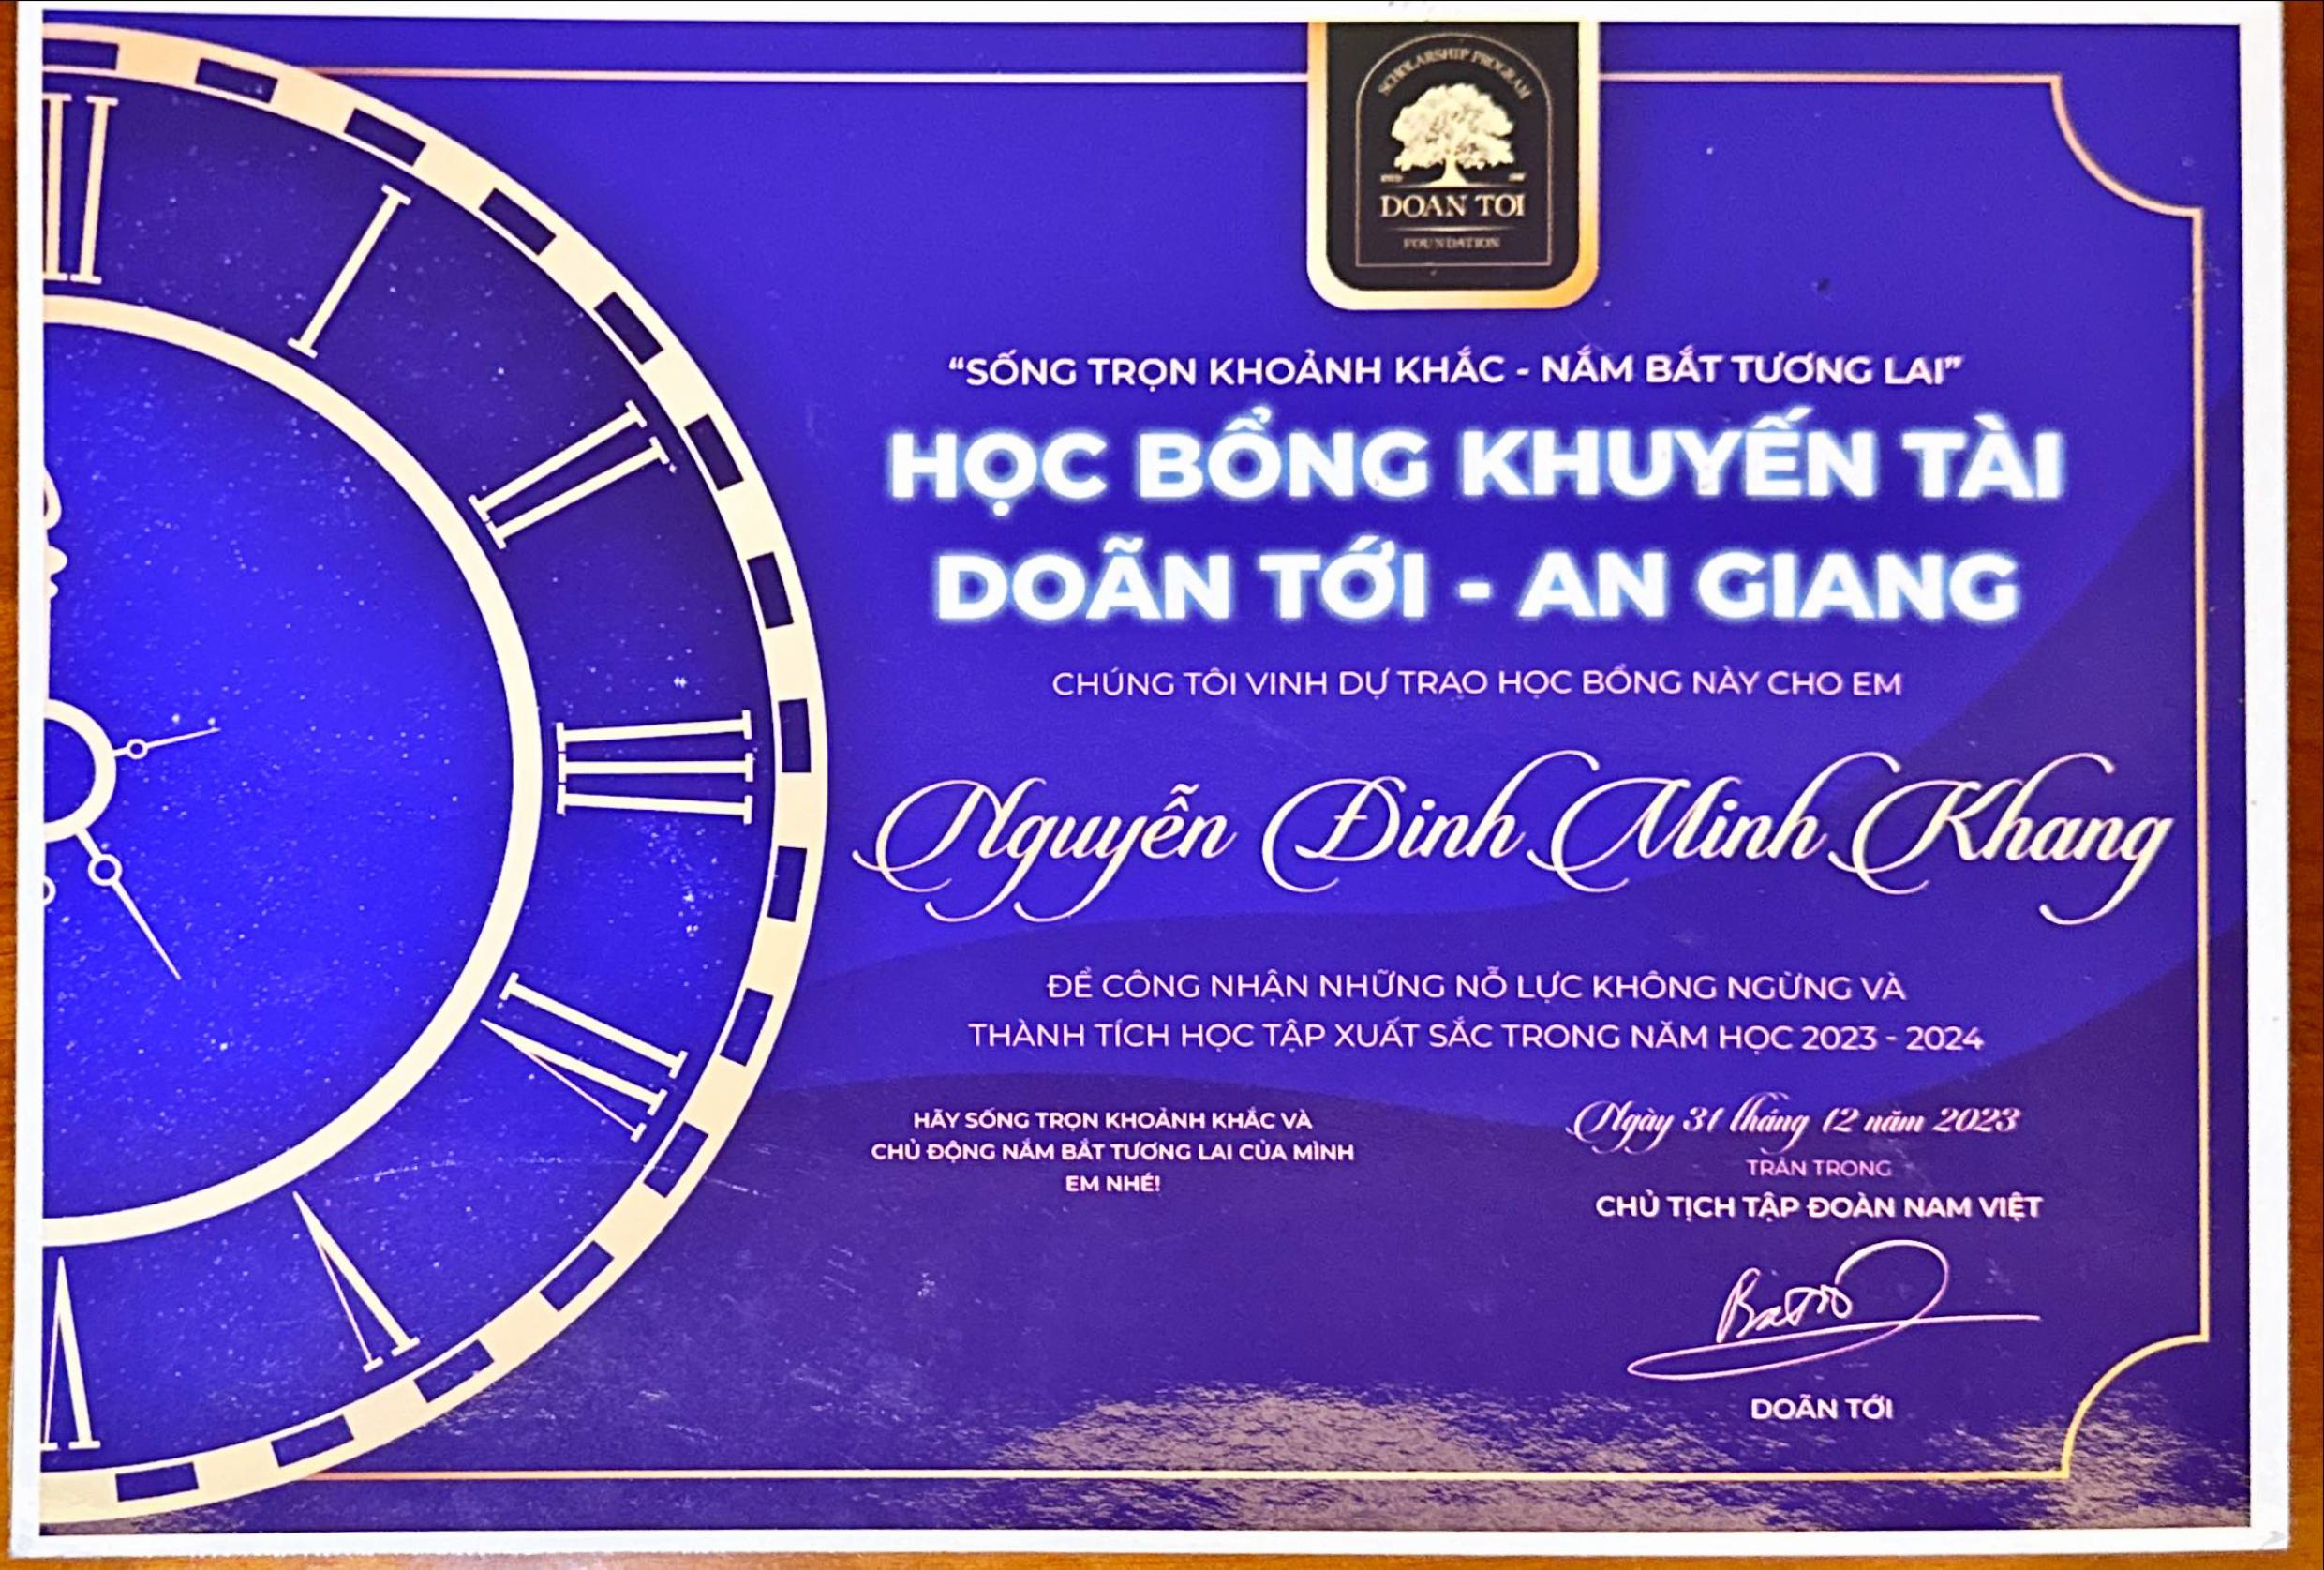 SCHOLARSHIP PROGRAM
DOAN TOI
FOUNDATION
“SỐNG TRỌN KHOẢNH KHẮC - NẮM BẮT TƯƠNG LAI”
HỌC BỔNG KHUYẾN TÀI
DOÃN TỚI - AN GIANG
CHÚNG TÔI VINH DỰ TRAO HỌC BỔNG NÀY CHO EM
Nguyễn Đinh Minh Khang
ĐỂ CÔNG NHẬN NHỮNG NỖ LỰC KHÔNG NGỪNG VÀ
THÀNH TÍCH HỌC TẬP XUẤT SẮC TRONG NĂM HỌC 2023 - 2024
HÃY SỐNG TRỌN KHOẢNH KHẮC VÀ
CHỦ ĐỘNG NẮM BẮT TƯƠNG LAI CỦA MÌNH
EM NHÉ!
Ngày 31 tháng 12 năm 2023
TRÂN TRỌNG
CHỦ TỊCH TẬP ĐOÀN NAM VIỆT
DOÃN TỚI
I
II
III
IV
V